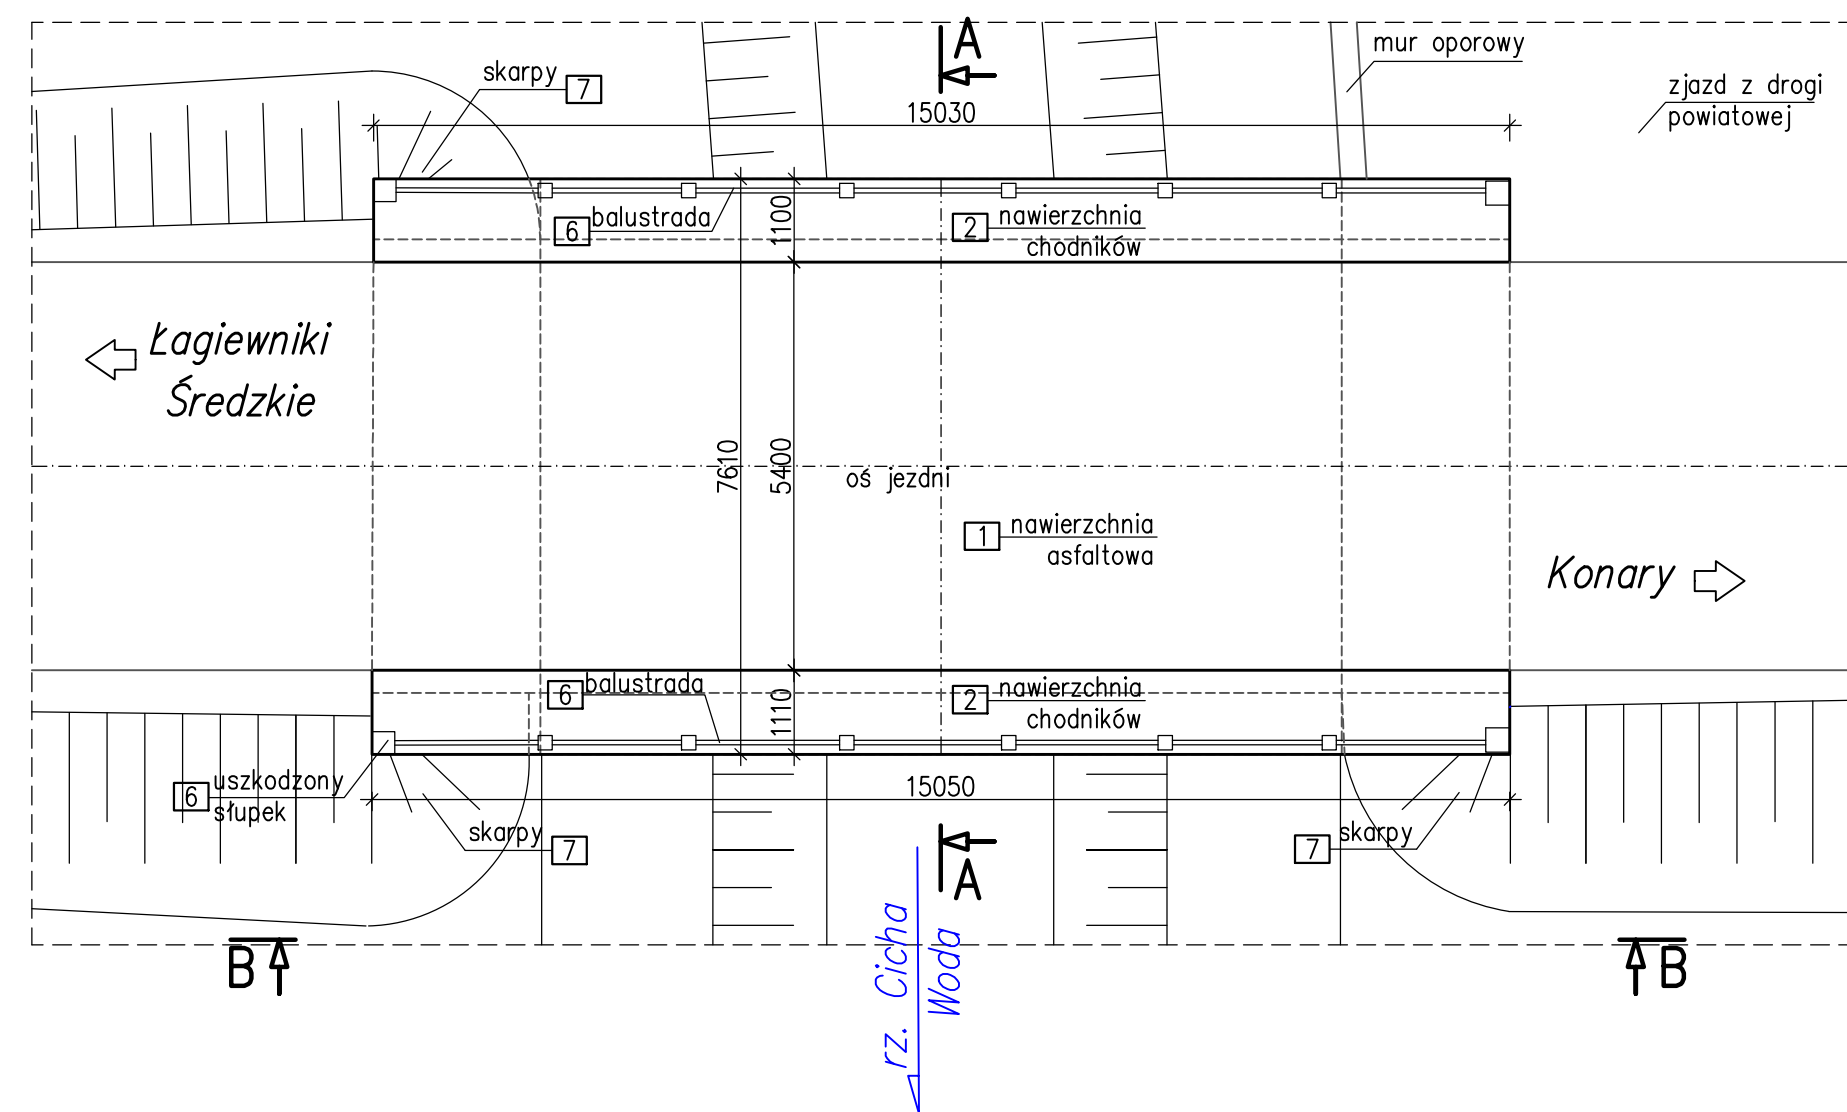 A
mur oporowy
skarpy 7
zjazd z drogi
powiatowej
15030
6 balustrada
1100
2 nawierzchnia
chodników
Łagiewniki
Średzkie
7610
5400
oś jezdni
1 nawierzchnia
asfaltowa
Konary
6 balustrada
1110
2 nawierzchnia
chodników
6 uszkodzony
słupek
15050
skarpy 7
7 skarpy
A
B
B
rz. Cicha
Woda